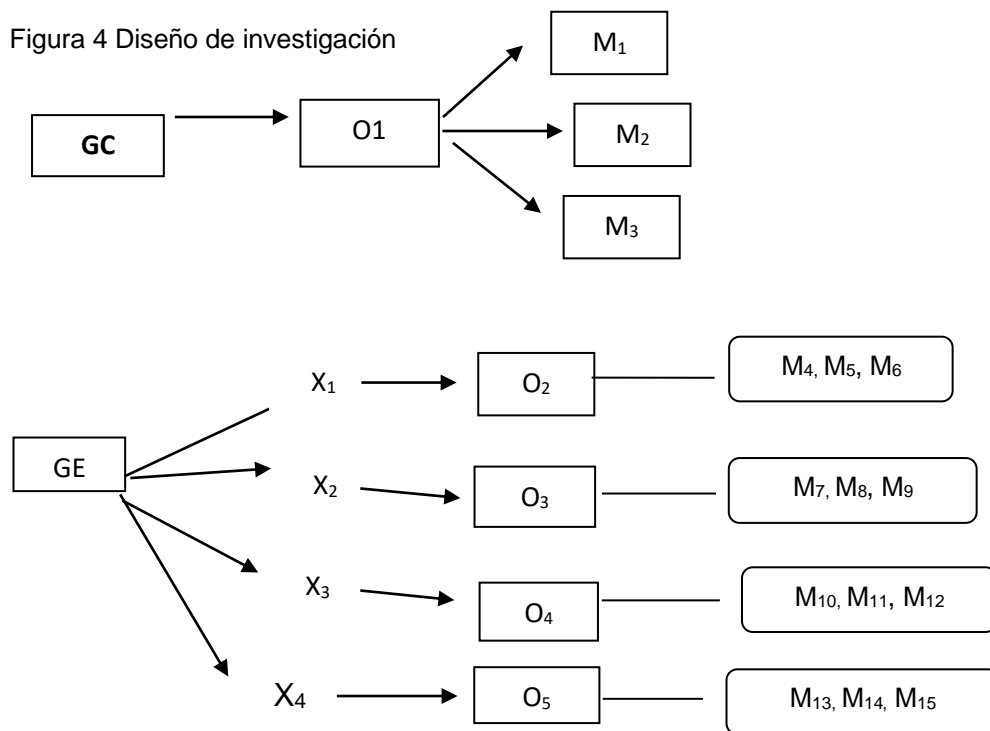 Figura 4 Diseño de investigación
M₁
GC
O1
M₂
M₃
X₁
O₂
M₄, M₅, M₆
GE
X₂
O₃
M₇, M₈, M₉
X₃
O₄
M₁₀, M₁₁, M₁₂
X₄
O₅
M₁₃, M₁₄, M₁₅